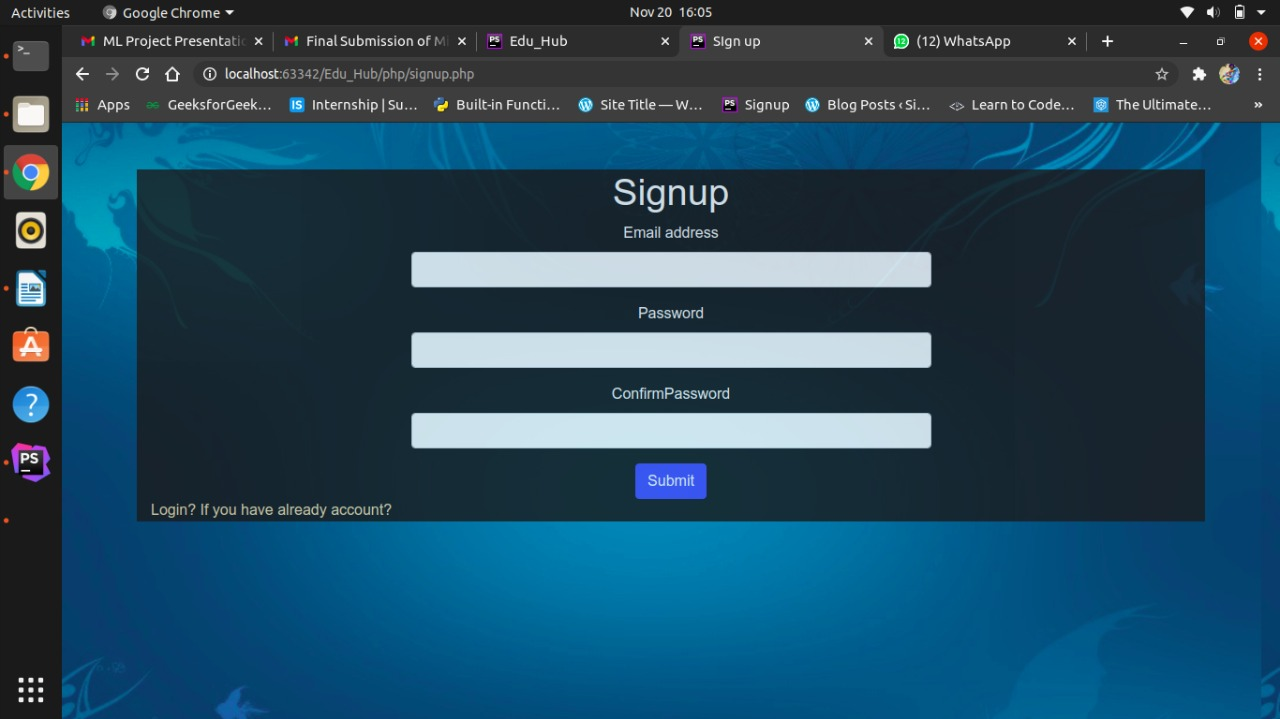 Activities Google Chrome Nov 20 16:05
ML Project Presentatio Final Submission of M Edu_Hub SIgn up (12) WhatsApp
localhost:63342/Edu_Hub/php/signup.php
Apps GeeksforGeek... Internship | Su... Built-in Functi... Site Title — W... Signup Blog Posts ‹ Si... Learn to Code... The Ultimate... »
Signup
Email address
Password
ConfirmPassword
Submit
Login? If you have already account?